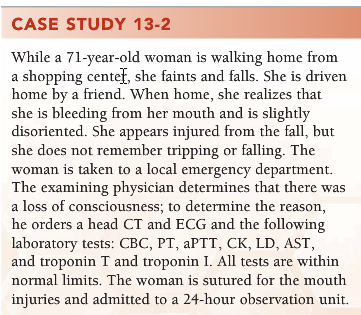 CASE STUDY 13-2
While a 71-year-old woman is walking home from
a shopping center, she faints and falls. She is driven
home by a friend. When home, she realizes that
she is bleeding from her mouth and is slightly
disoriented. She appears injured from the fall, but
she does not remember tripping or falling. The
woman is taken to a local emergency department.
The examining physician determines that there was
a loss of consciousness; to determine the reason,
he orders a head CT and ECG and the following
laboratory tests: CBC, PT, aPTT, CK, LD, AST,
and troponin T and troponin I. All tests are within
normal limits. The woman is sutured for the mouth
injuries and admitted to a 24-hour observation unit.